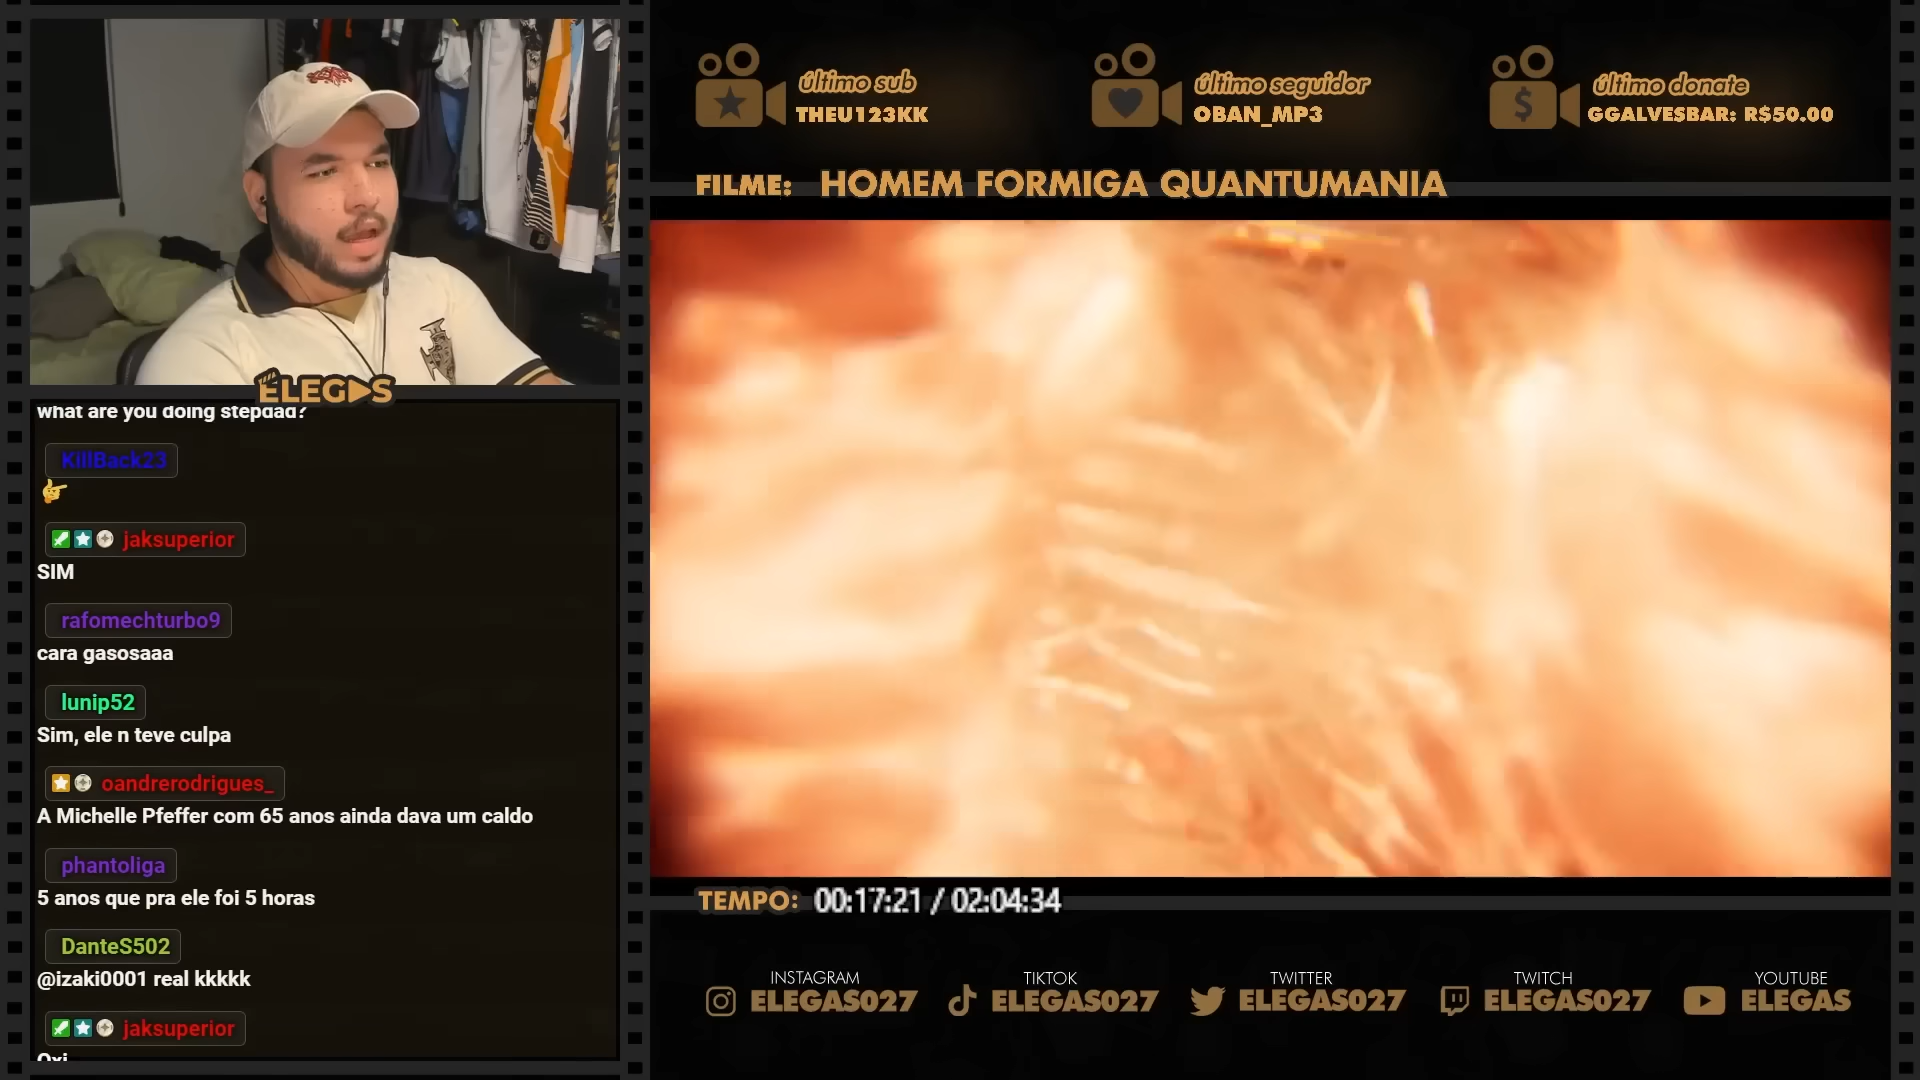 último sub
THEU123KK
último seguidor
OBAN_MP3
último donate
GGALVESBAR: R$50.00
FILME: HOMEM FORMIGA QUANTUMANIA
ELEGAS
what are you doing stepdad?
KillBack23
jaksuperior
SIM
rafomechturbo9
cara gasosaaa
lunip52
Sim, ele n teve culpa
oandrerodrigues_
A Michelle Pfeffer com 65 anos ainda dava um caldo
phantoliga
5 anos que pra ele foi 5 horas
DanteS502
@izaki0001 real kkkkk
jaksuperior
Oxi
TEMPO: 00:17:21 / 02:04:34
INSTAGRAM
ELEGAS027
TIKTOK
ELEGAS027
TWITTER
ELEGAS027
TWITCH
ELEGAS027
YOUTUBE
ELEGAS